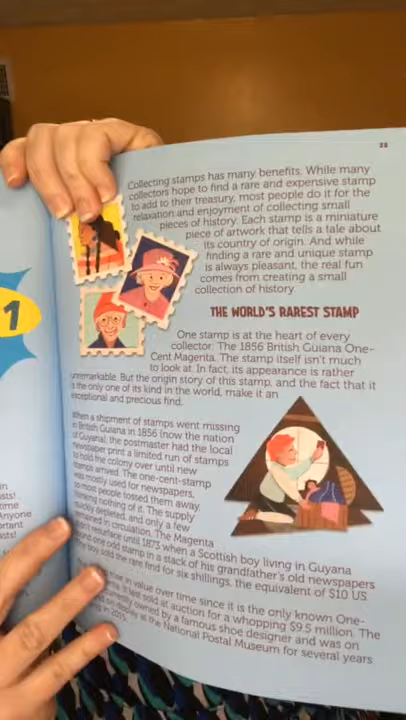 38
Collecting stamps has many benefits. While many
collectors hope to find a rare and expensive stamp
to add to their treasury, most people do it for the
relaxation and enjoyment of collecting small
pieces of history. Each stamp is a miniature
piece of artwork that tells a tale about
its country of origin. And while
finding a rare and unique stamp
is always pleasant, the real fun
comes from creating a small
collection of history.
THE WORLD'S RAREST STAMP
One stamp is at the heart of every
collector: The 1856 British Guiana One-
Cent Magenta. The stamp itself isn't much
to look at. In fact, its appearance is rather
unremarkable. But the origin story of this stamp, and the fact that it
is the only one of its kind in the world, make it an
exceptional and precious find.
When a shipment of stamps went missing
in British Guiana in 1856 (now the nation
of Guyana), the postmaster had the local
newspaper print a limited run of stamps
to hold the colony over until new
stamps arrived. The one-cent-stamp
was mostly used for newspapers,
so most people tossed them away,
thinking nothing of it. The supply
quickly depleted, and only a few
remained in circulation. The Magenta
resurface until 1873 when a Scottish boy living in Guyana
one odd stamp in a stack of his grandfather's old newspapers
boy sold the rare find for six shillings, the equivalent of $10 US
in value over time since it is the only known One-
It last sold at auction for a whopping $9.5 million. The
owned by a famous shoe designer and was on
display at the National Postal Museum for several years
in 2015.
1
in
sts!
time
Anyone
ortant
asts!